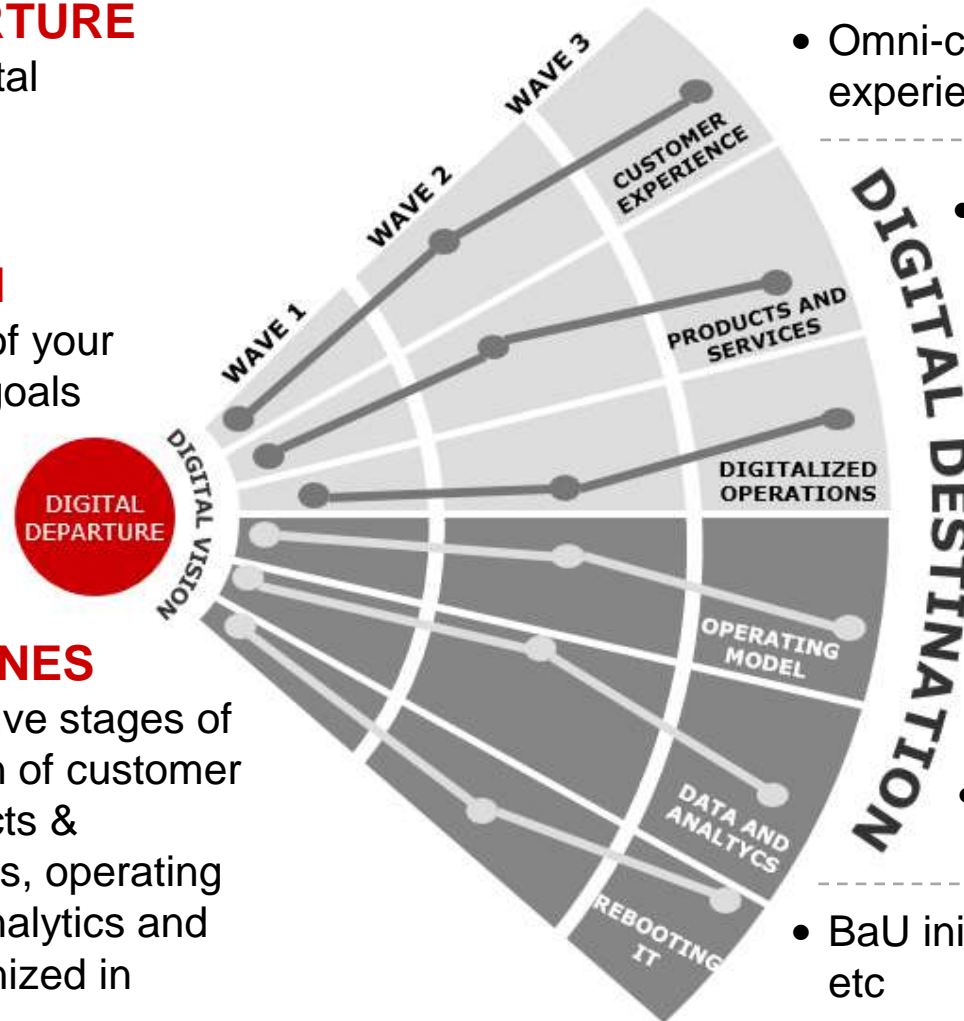 RTURE
tal
of your
goals
DIGITAL
DEPARTURE
DIGITAL VISION
NES
ve stages of
n of customer
cts &
s, operating
nalytics and
nized in
WAVE 1
WAVE 2
WAVE 3
CUSTOMER
EXPERIENCE
PRODUCTS AND
SERVICES
DIGITALIZED
OPERATIONS
OPERATING
MODEL
DATA AND
ANALTYCS
REBOOTING
IT
DIGITAL DESTINATION
• Omni-c
experie
•
•
• BaU ini
etc